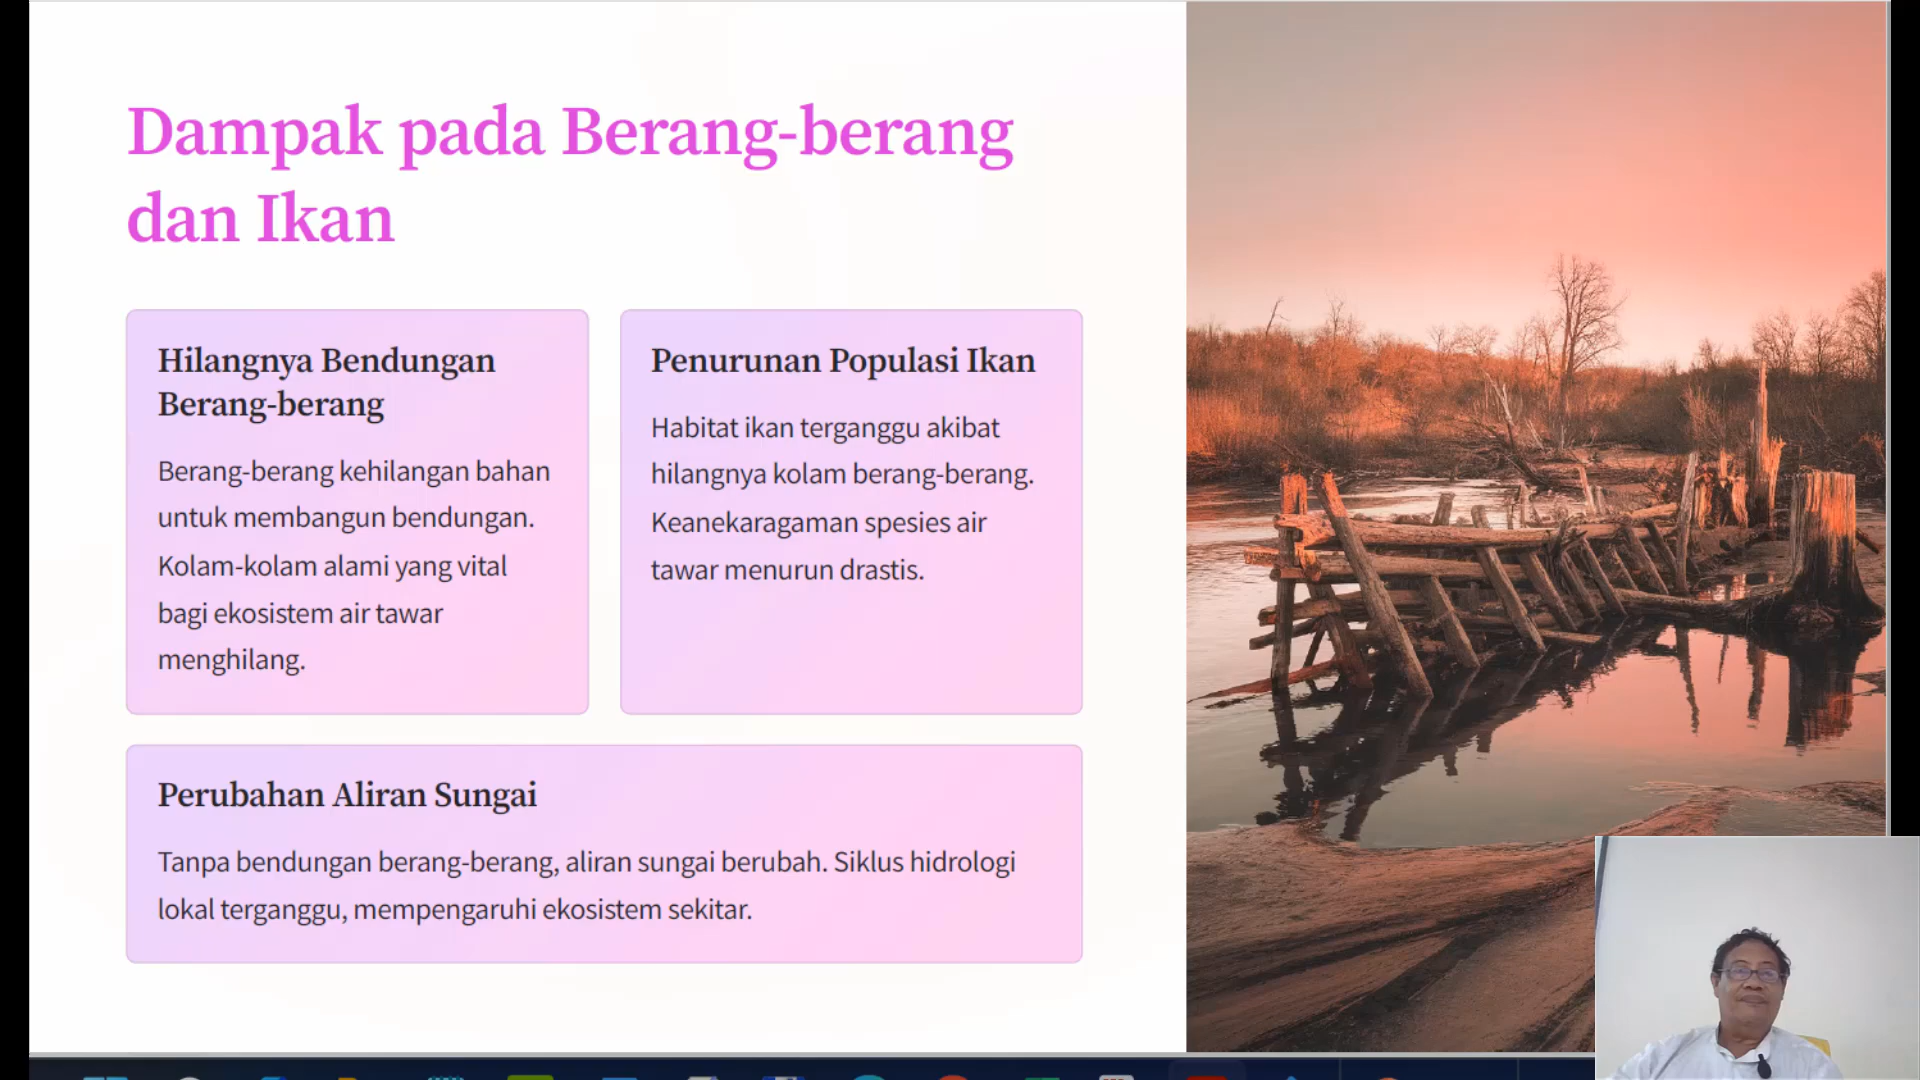 Dampak pada Berang-berang
dan Ikan
Hilangnya Bendungan
Berang-berang
Berang-berang kehilangan bahan
untuk membangun bendungan.
Kolam-kolam alami yang vital
bagi ekosistem air tawar
menghilang.
Penurunan Populasi Ikan
Habitat ikan terganggu akibat
hilangnya kolam berang-berang.
Keanekaragaman spesies air
tawar menurun drastis.
Perubahan Aliran Sungai
Tanpa bendungan berang-berang, aliran sungai berubah. Siklus hidrologi
lokal terganggu, mempengaruhi ekosistem sekitar.